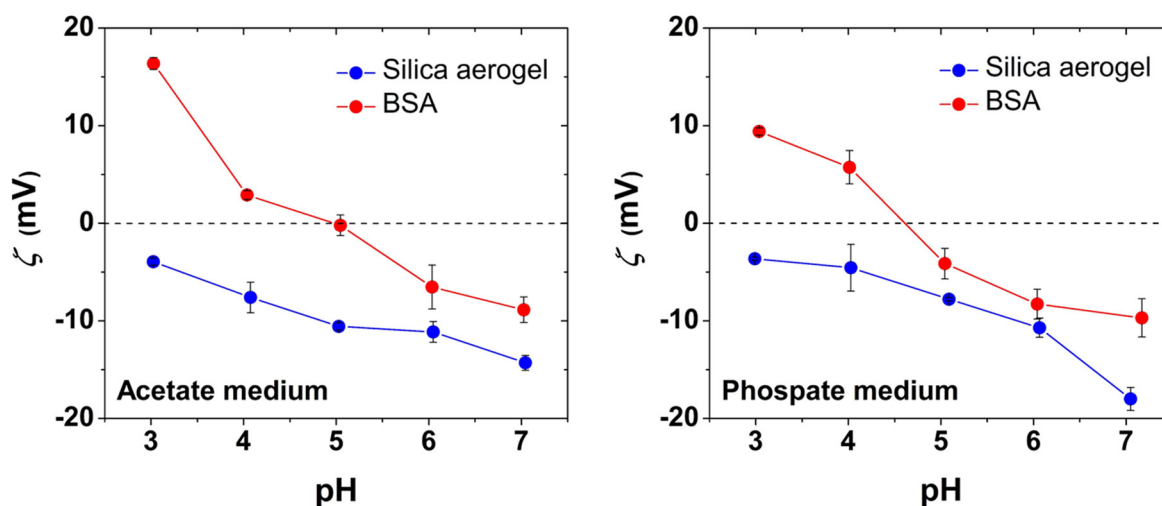 20
10
0
-10
-20
ζ (mV)
Silica aerogel
BSA
Acetate medium
3 4 5 6 7
pH
20
10
0
-10
-20
ζ (mV)
Silica aerogel
BSA
Phospate medium
3 4 5 6 7
pH